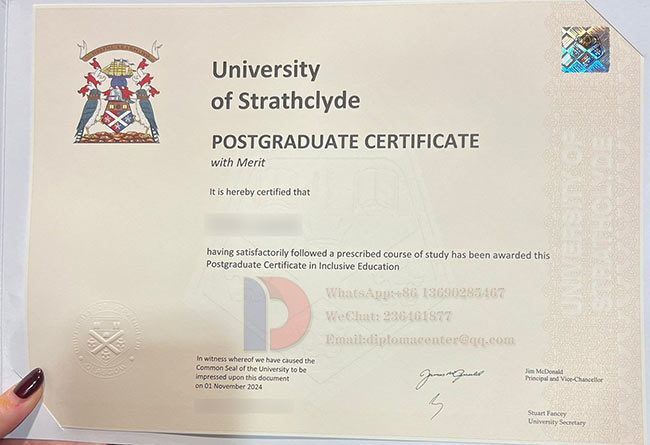 University
of Strathclyde
POSTGRADUATE CERTIFICATE
with Merit
It is hereby certified that
having satisfactorily followed a prescribed course of study has been awarded this
Postgraduate Certificate in Inclusive Education
WhatsApp:+86 13690285467
WeChat: 236461877
Email:diplomacenter@qq.com
In witness whereof we have caused the
Common Seal of the University to be
impressed upon this document
on 01 November 2024
Jim McDonald
Principal and Vice-Chancellor
Stuart Fancey
University Secretary
UNIVERSITY OF
STRATHCLYDE